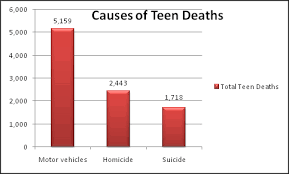 Causes of Teen Deaths
6,000
5,000
4,000
3,000
2,000
1,000
0
5,159
2,443
1,718
Motor vehicles
Homicide
Suicide
Total Teen Deaths